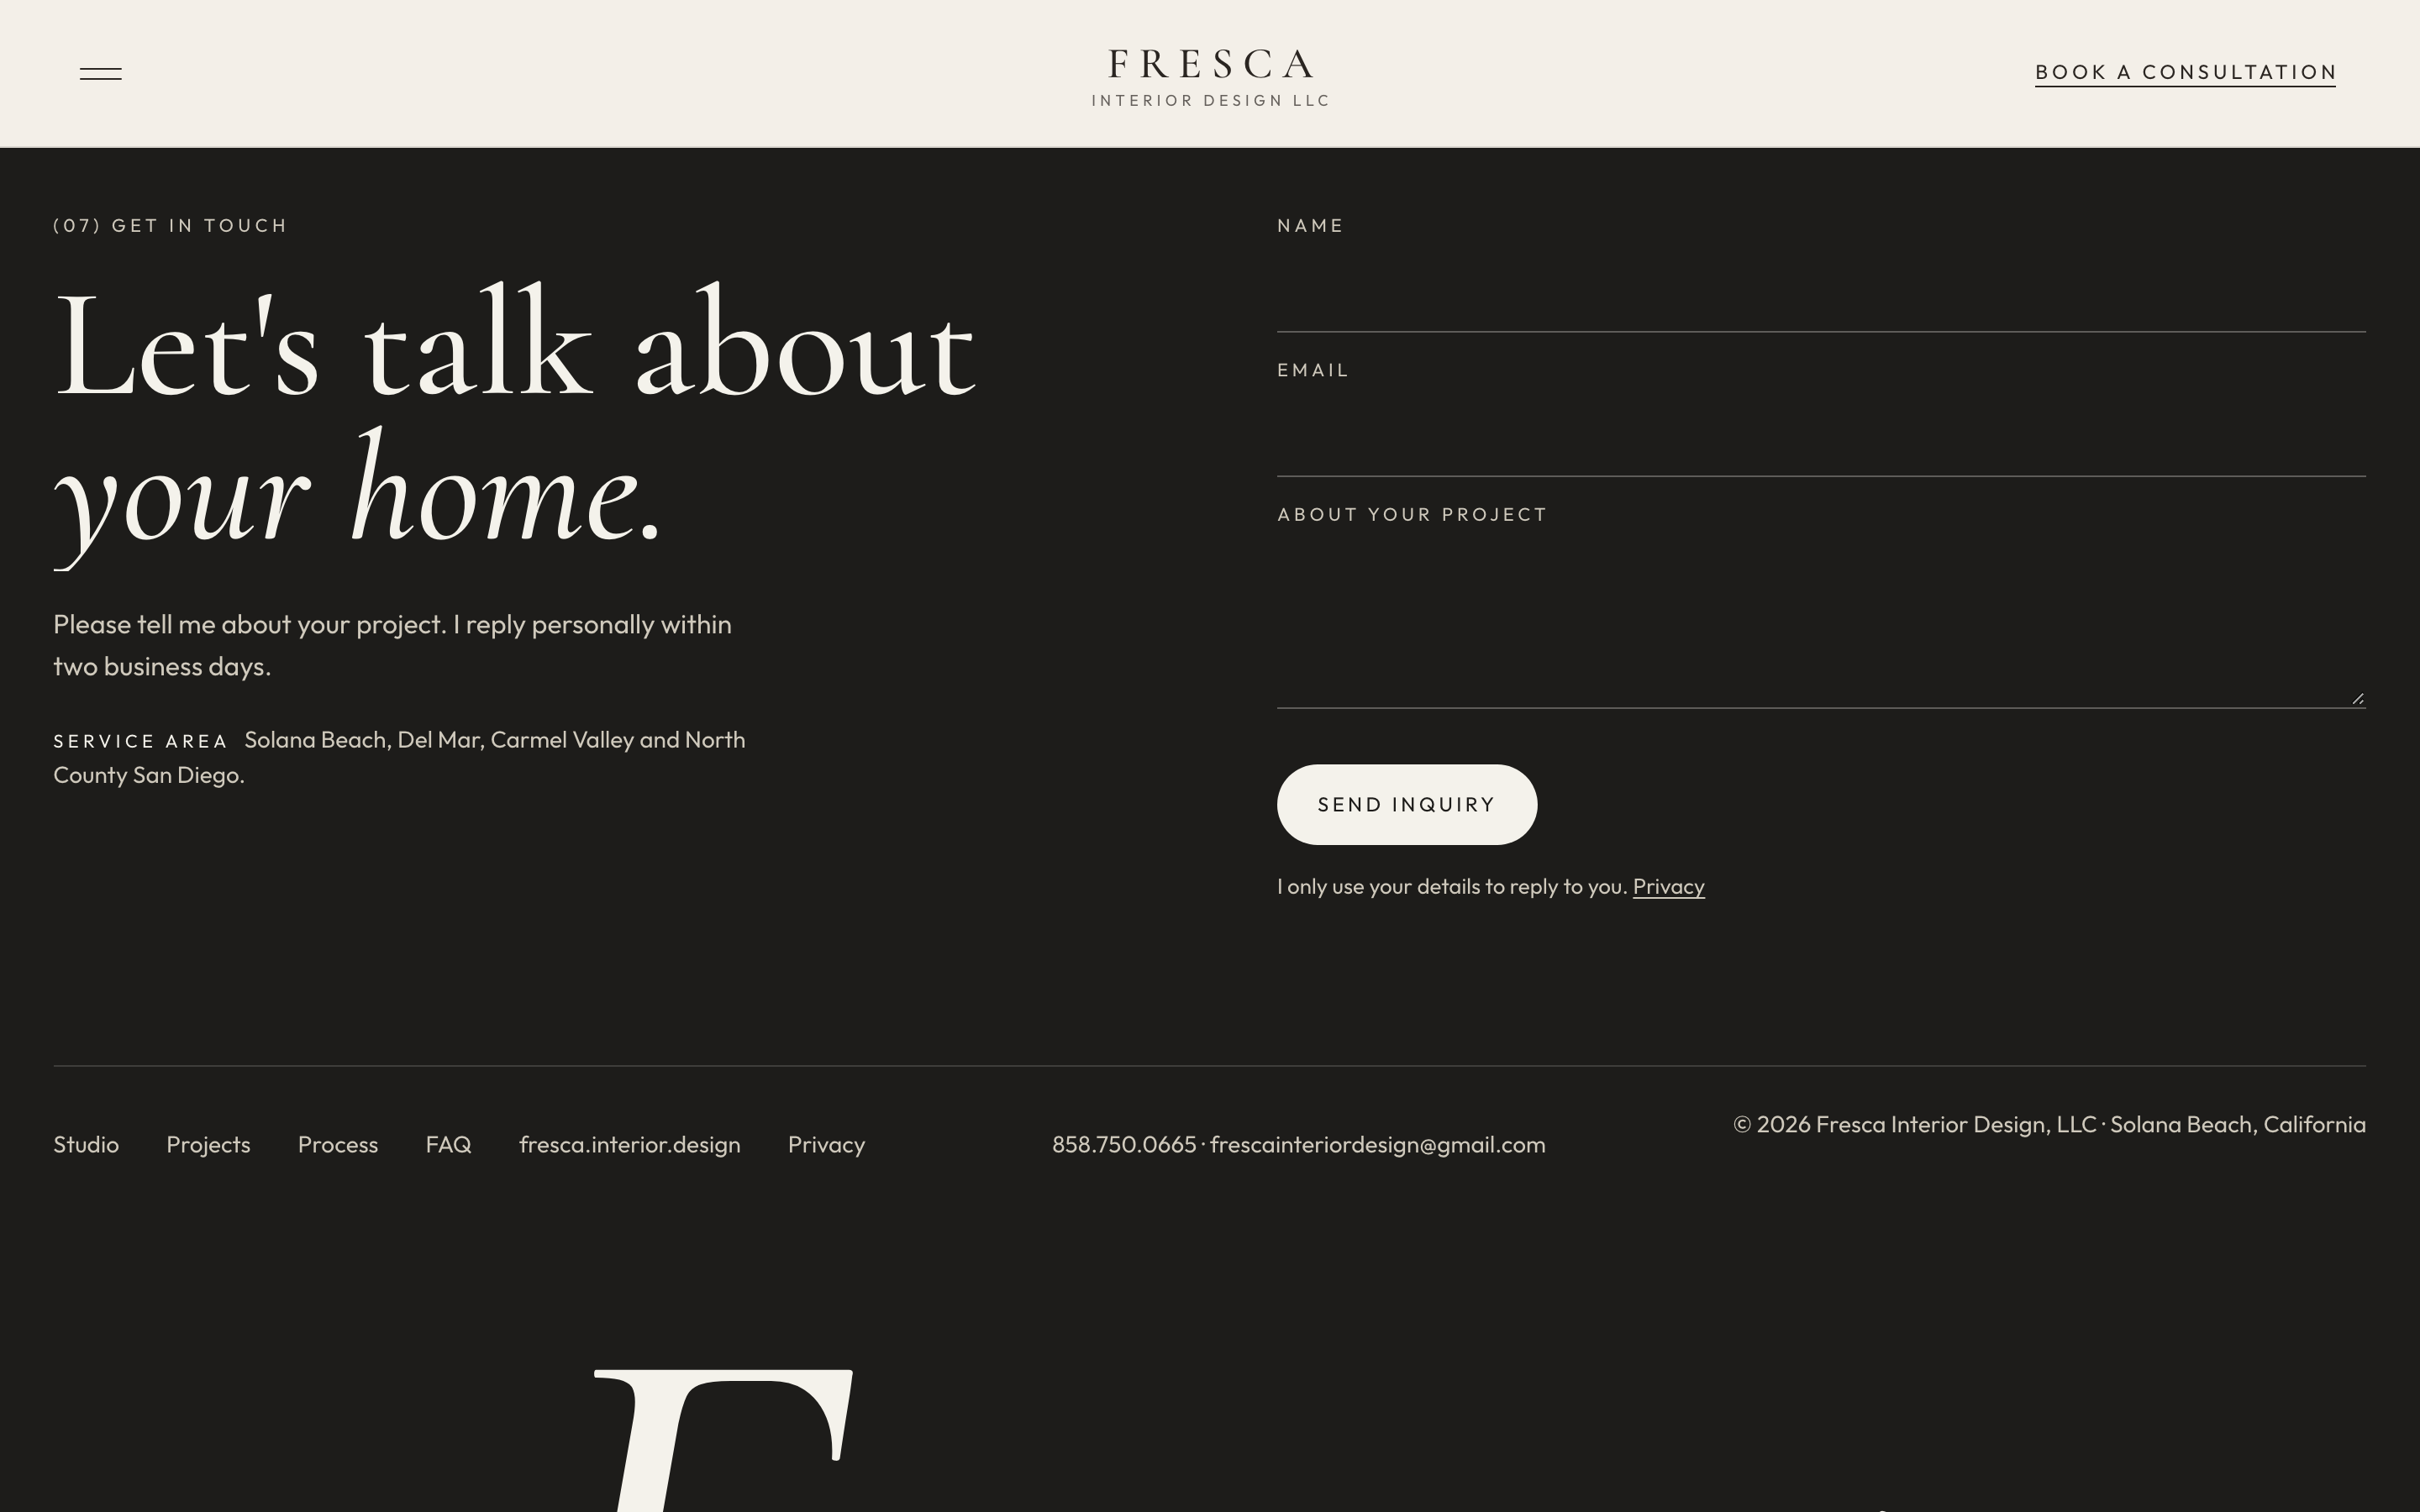 FRESCA
INTERIOR DESIGN LLC
BOOK A CONSULTATION
(07) GET IN TOUCH
Let's talk about
your home.
Please tell me about your project. I reply personally within
two business days.
SERVICE AREA Solana Beach, Del Mar, Carmel Valley and North
County San Diego.
NAME
EMAIL
ABOUT YOUR PROJECT
SEND INQUIRY
I only use your details to reply to you. Privacy
Studio Projects Process FAQ fresca.interior.design Privacy
858.750.0665 · frescainteriordesign@gmail.com
© 2026 Fresca Interior Design, LLC · Solana Beach, California